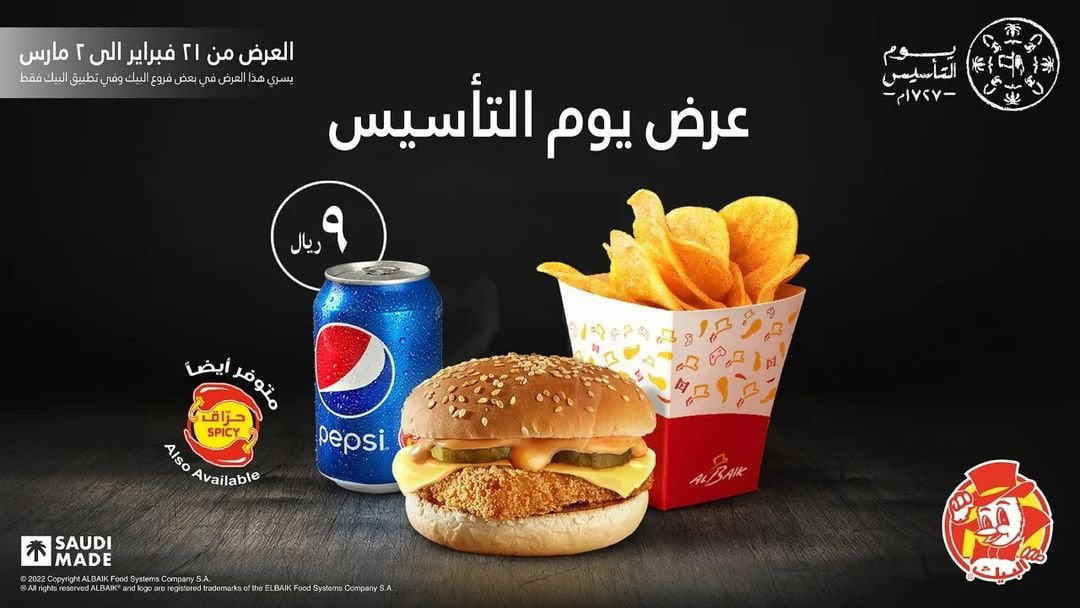 العرض من ٢١ فبراير الى ٢ مارس
يسري هذا العرض في بعض فروع البيك وفي تطبيق البيك فقط
يوم
التأسيس
١٧٢٧م
عرض يوم التأسيس
٩ ريال
pepsi
متوفر أيضاً
حرّاق
SPICY
Also Available
ALBAIK
البيك
SAUDI
MADE
© 2022 Copyright ALBAIK Food Systems Company S.A.
® All rights reserved ALBAIK® and logo are registered trademarks of the ELBAIK Food Systems Company S.A.